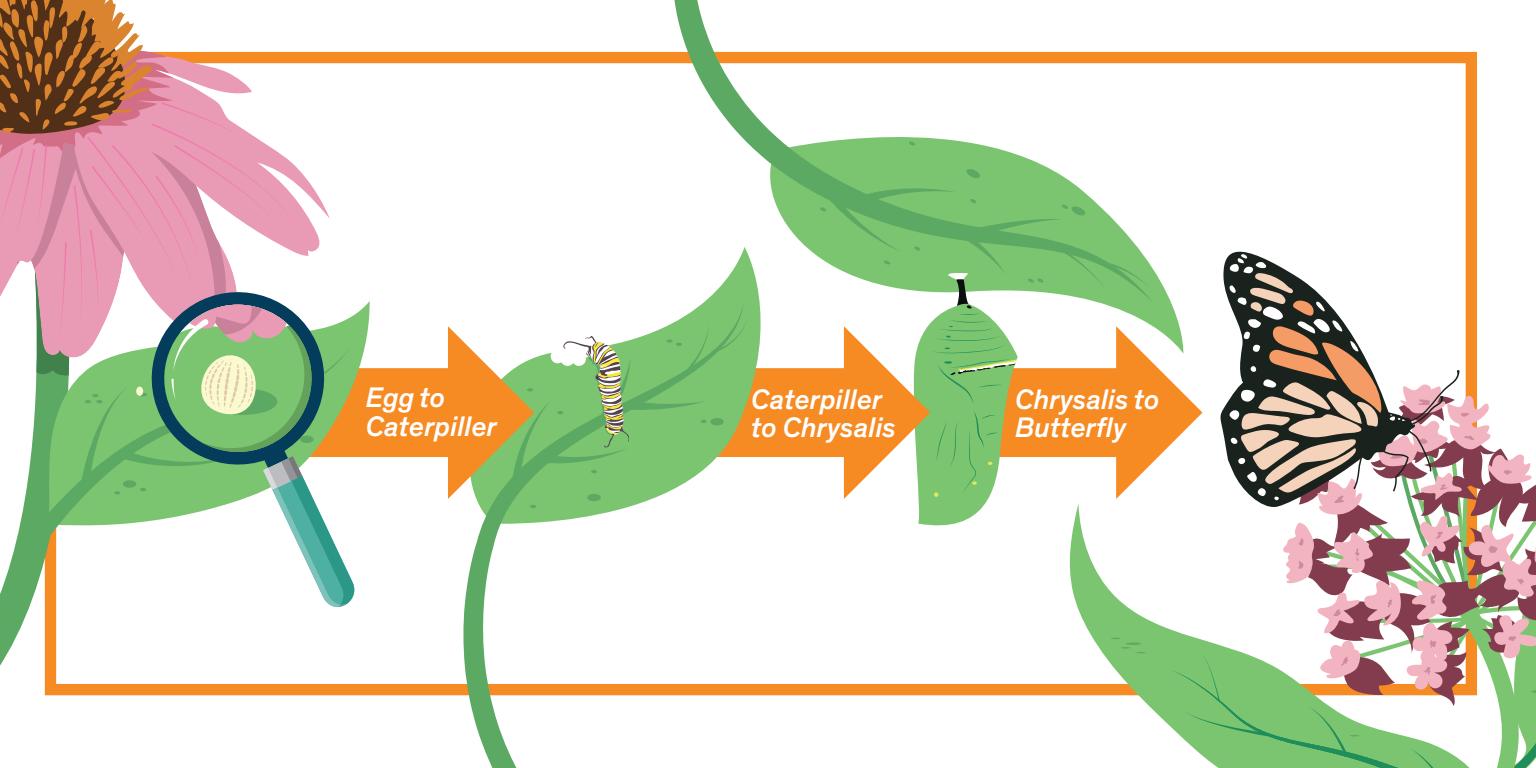 Egg to
Caterpiller
Caterpiller
to Chrysalis
Chrysalis to
Butterfly